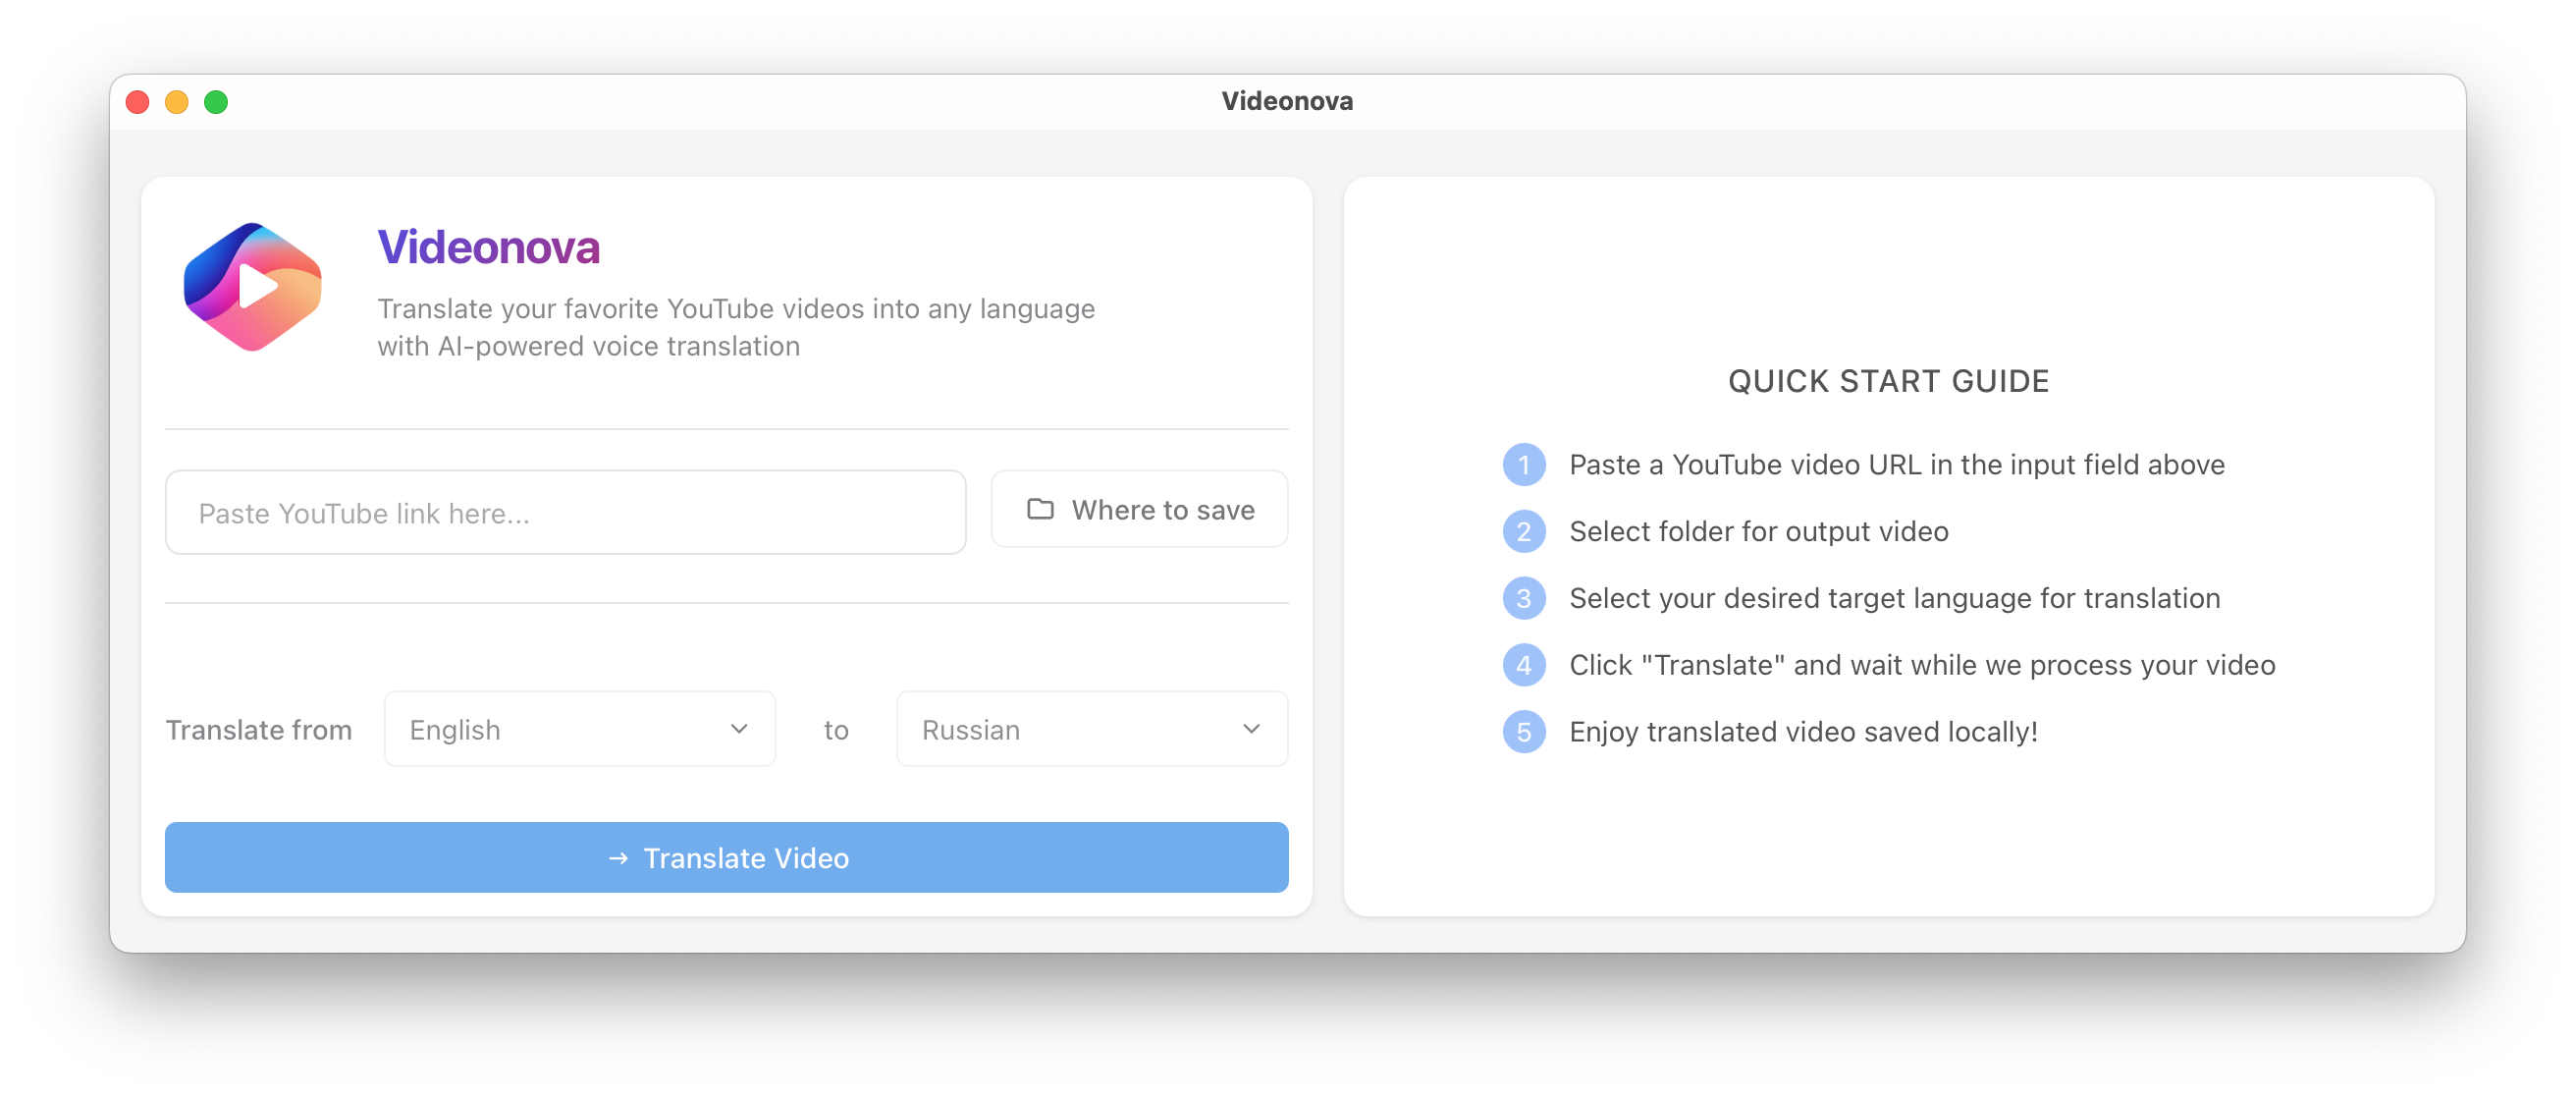 Videonova
Videonova
Translate your favorite YouTube videos into any language
with AI-powered voice translation
Paste YouTube link here...
Where to save
Translate from
English
to
Russian
→ Translate Video
QUICK START GUIDE
1 Paste a YouTube video URL in the input field above
2 Select folder for output video
3 Select your desired target language for translation
4 Click "Translate" and wait while we process your video
5 Enjoy translated video saved locally!